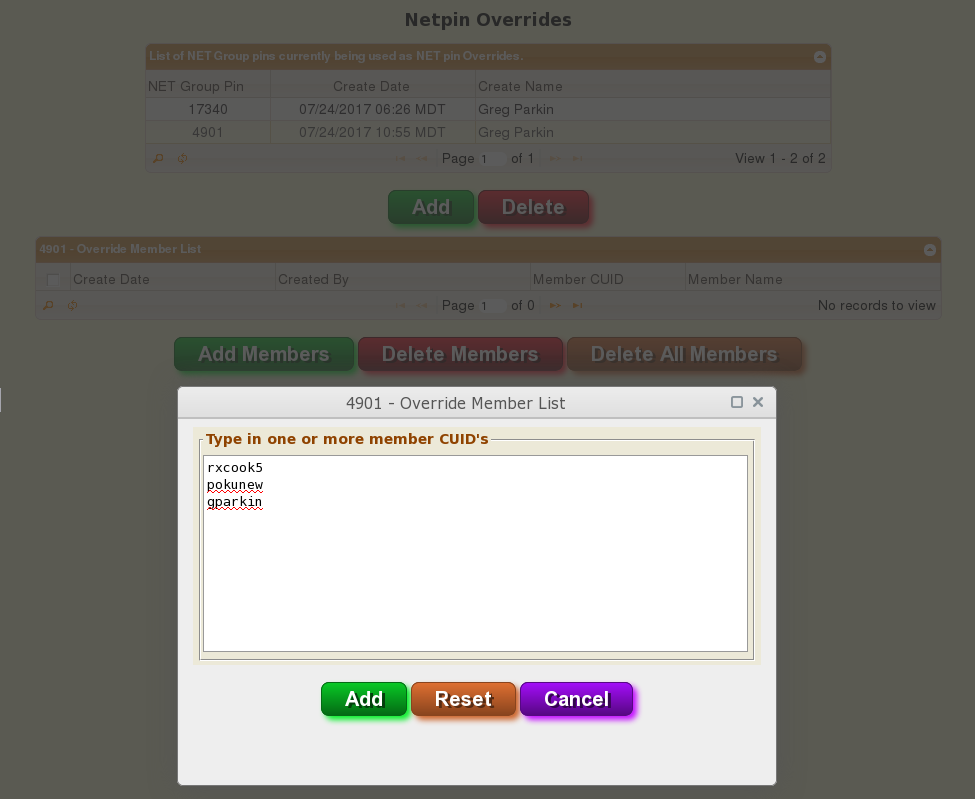 Netpin Overrides
List of NET Group pins currently being used as NET pin Overrides.
NET Group Pin Create Date Create Name
17340 07/24/2017 06:26 MDT Greg Parkin
4901 07/24/2017 10:55 MDT Greg Parkin
Page 1 of 1 View 1 - 2 of 2
Add Delete
4901 - Override Member List
Create Date Created By Member CUID Member Name
Page 1 of 0 No records to view
Add Members Delete Members Delete All Members
4901 - Override Member List
Type in one or more member CUID's
rxcook5
pokunew
gparkin
Add Reset Cancel